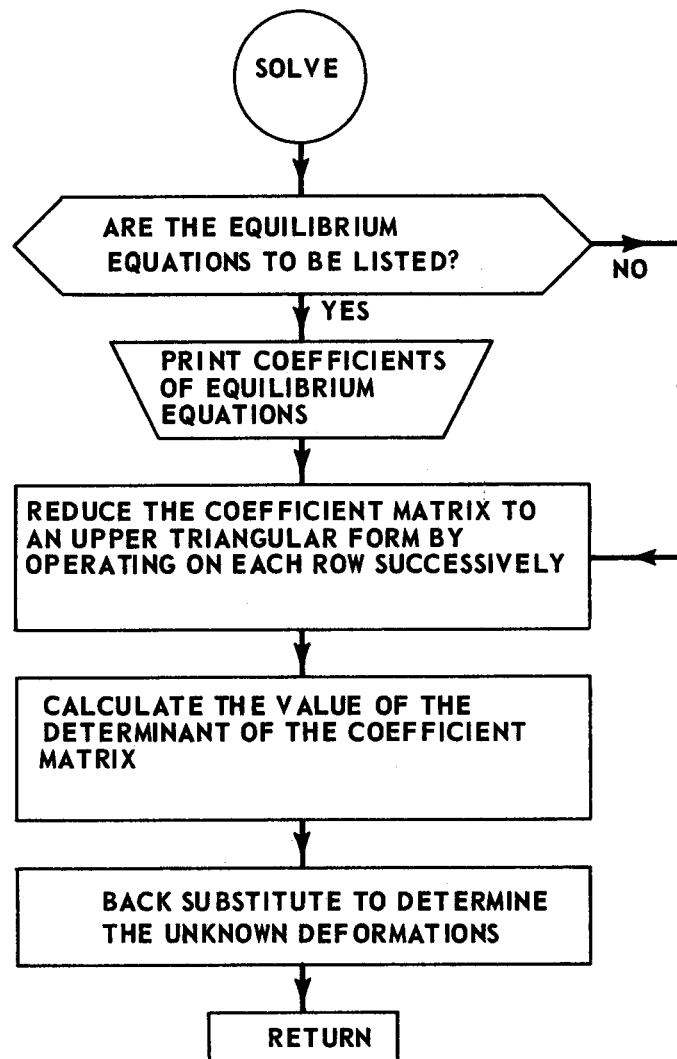 SOLVE
ARE THE EQUILIBRIUM
EQUATIONS TO BE LISTED?
NO
YES
PRINT COEFFICIENTS
OF EQUILIBRIUM
EQUATIONS
REDUCE THE COEFFICIENT MATRIX TO
AN UPPER TRIANGULAR FORM BY
OPERATING ON EACH ROW SUCCESSIVELY
CALCULATE THE VALUE OF THE
DETERMINANT OF THE COEFFICIENT
MATRIX
BACK SUBSTITUTE TO DETERMINE
THE UNKNOWN DEFORMATIONS
RETURN